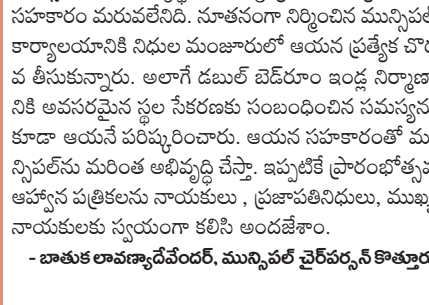 సహకారం మరువలేనిది. నూతనంగా నిర్మించిన మున్సిపల్
కార్యాలయానికి నిధుల మంజూరులో ఆయన ప్రత్యేక చొర
వ తీసుకున్నారు. అలాగే డబుల్ బెడ్‌రూం ఇండ్ల నిర్మాణా
నికి అవసరమైన స్థల సేకరణకు సంబంధించిన సమస్యను
కూడా ఆయనే పరిష్కరించారు. ఆయన సహకారంతో ము
న్సిపల్‌ను మరింత అభివృద్ధి చేస్తా. ఇప్పటికే ప్రారంభోత్సవ
ఆహ్వాన పత్రికలను నాయకులు , ప్రజాపతినిధులు, ముఖ్య
నాయకులకు స్వయంగా కలిసి అందజేశాం.
- బాతుక లావణ్యాదేవేందర్, మున్సిపల్ చైర్‌పర్సన్ కొత్తూరు